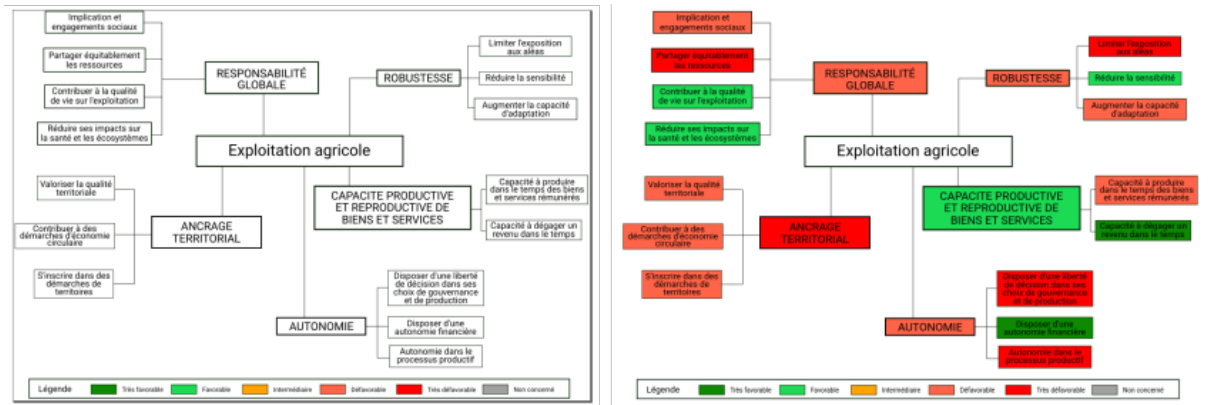 Implication et
engagements sociaux
Partager équitablement
les ressources
Contribuer à la qualité
de vie sur l'exploitation
Réduire ses impacts sur
la santé et les écosystèmes
RESPONSABILITÉ
GLOBALE
ROBUSTESSE
Limiter l'exposition
aux aléas
Réduire la sensibilité
Augmenter la capacité
d'adaptation
Exploitation agricole
Valoriser la qualité
territoriale
Contribuer à des
démarches d'économie
circulaire
S'inscrire dans des
démarches de
territoires
ANCRAGE
TERRITORIAL
CAPACITE PRODUCTIVE
ET REPRODUCTIVE DE
BIENS ET SERVICES
Capacité à produire
dans le temps des biens
et services rémunérés
Capacité à dégager un
revenu dans le temps
AUTONOMIE
Disposer d'une liberté
de décision dans ses
choix de gouvernance
et de production
Disposer d'une
autonomie financière
Autonomie dans le
processus productif
Légende
Très favorable
Favorable
Intermédiaire
Défavorable
Très défavorable
Non concerné
Implication et
engagements sociaux
Partager équitablement
les ressources
Contribuer à la qualité
de vie sur l'exploitation
Réduire ses impacts sur
la santé et les écosystèmes
RESPONSABILITÉ
GLOBALE
ROBUSTESSE
Limiter l'exposition
aux aléas
Réduire la sensibilité
Augmenter la capacité
d'adaptation
Exploitation agricole
Valoriser la qualité
territoriale
Contribuer à des
démarches d'économie
circulaire
S'inscrire dans des
démarches de
territoires
ANCRAGE
TERRITORIAL
CAPACITE PRODUCTIVE
ET REPRODUCTIVE DE
BIENS ET SERVICES
Capacité à produire
dans le temps des biens
et services rémunérés
Capacité à dégager un
revenu dans le temps
AUTONOMIE
Disposer d'une liberté
de décision dans ses
choix de gouvernance
et de production
Disposer d'une
autonomie financière
Autonomie dans le
processus productif
Légende
Très favorable
Favorable
Intermédiaire
Défavorable
Très défavorable
Non concerné